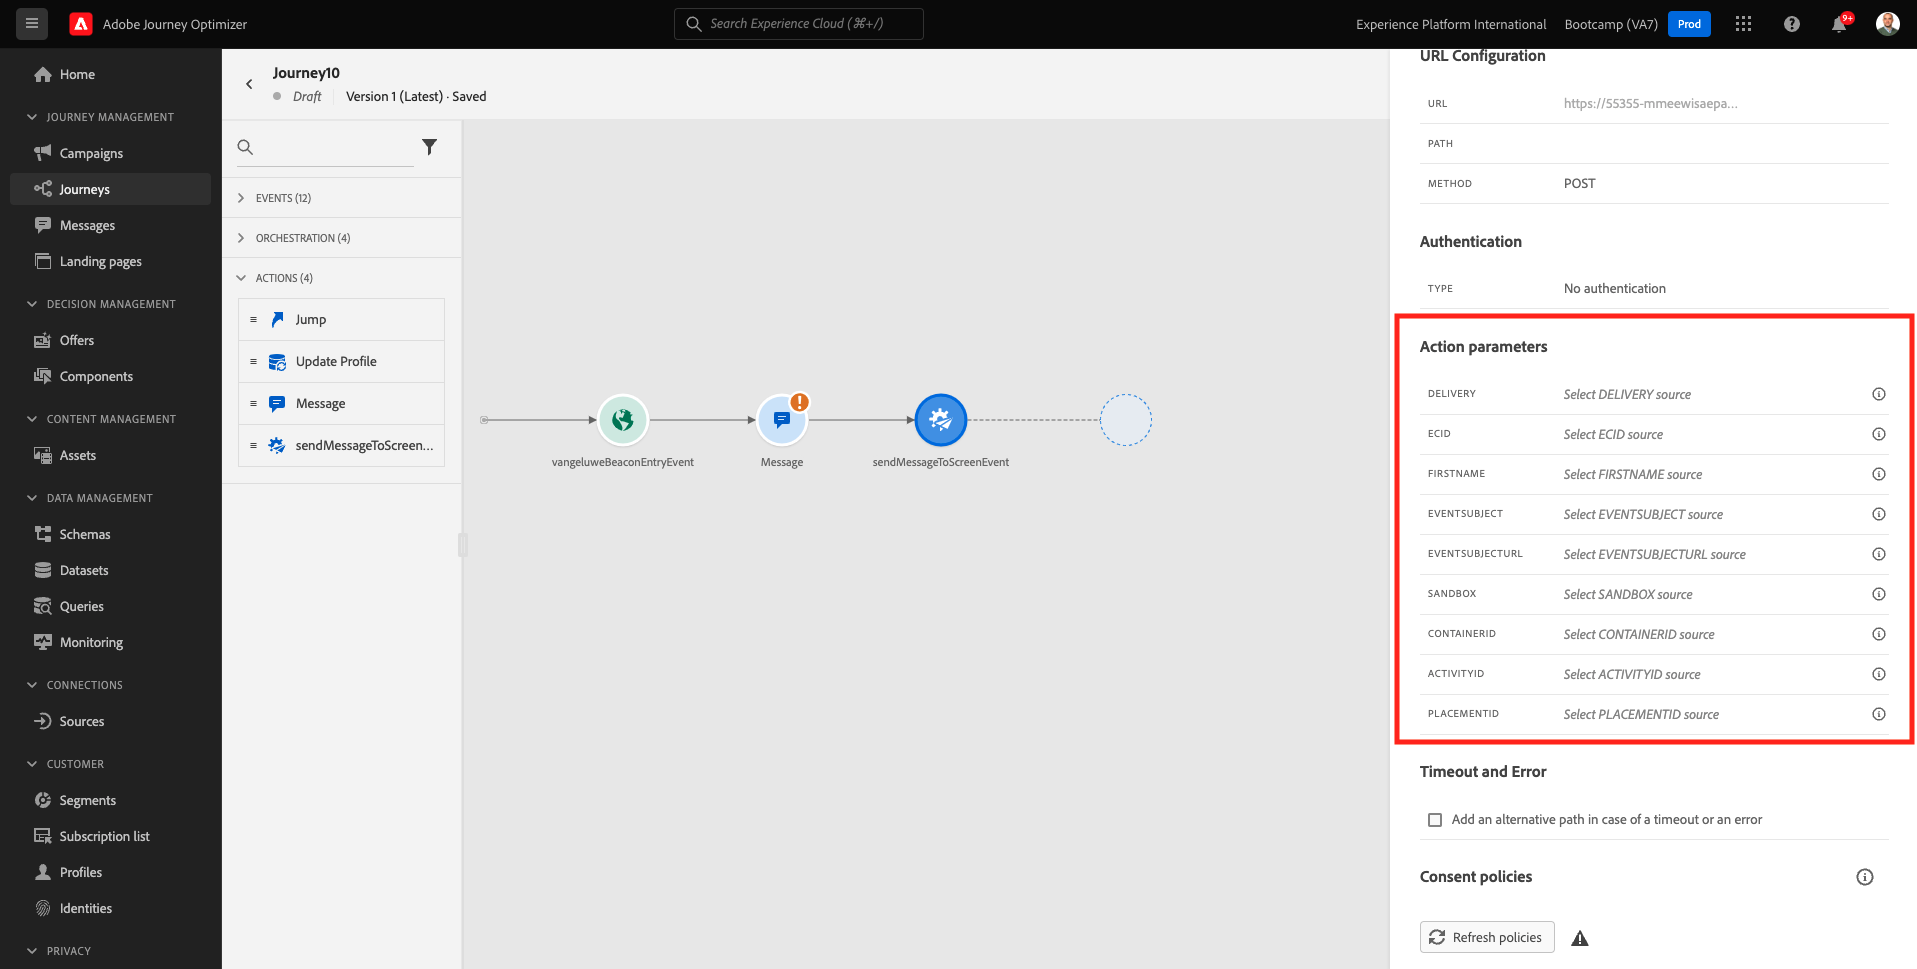 Adobe Journey Optimizer
Search Experience Cloud (⌘+/)
Experience Platform International
Bootcamp (VA7)
Prod
9+
Home
JOURNEY MANAGEMENT
Campaigns
Journeys
Messages
Landing pages
DECISION MANAGEMENT
Offers
Components
CONTENT MANAGEMENT
Assets
DATA MANAGEMENT
Schemas
Datasets
Queries
Monitoring
CONNECTIONS
Sources
CUSTOMER
Segments
Subscription list
Profiles
Identities
PRIVACY
Journey10
Draft
Version 1 (Latest) · Saved
EVENTS (12)
ORCHESTRATION (4)
ACTIONS (4)
Jump
Update Profile
Message
sendMessageToScreen...
vangeluweBeaconEntryEvent
Message
sendMessageToScreenEvent
URL Configuration
URL https://55355-mmeewisaepa...
PATH
METHOD POST
Authentication
TYPE No authentication
Action parameters
DELIVERY Select DELIVERY source
ECID Select ECID source
FIRSTNAME Select FIRSTNAME source
EVENTSUBJECT Select EVENTSUBJECT source
EVENTSUBJECTURL Select EVENTSUBJECTURL source
SANDBOX Select SANDBOX source
CONTAINERID Select CONTAINERID source
ACTIVITYID Select ACTIVITYID source
PLACEMENTID Select PLACEMENTID source
Timeout and Error
Add an alternative path in case of a timeout or an error
Consent policies
Refresh policies